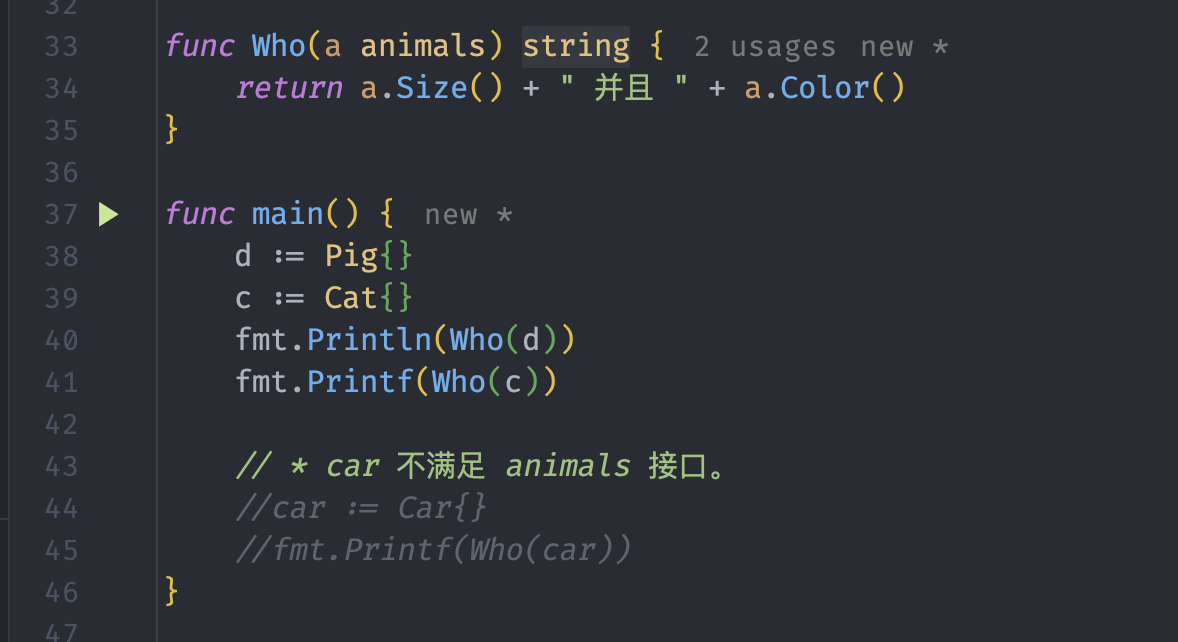 32
33 func Who(a animals) string { 2 usages new *
34 return a.Size() + " 并且 " + a.Color()
35 }
36
37 func main() { new *
38 d := Pig{}
39 c := Cat{}
40 fmt.Println(Who(d))
41 fmt.Printf(Who(c))
42
43 // * car 不满足 animals 接口。
44 //car := Car{}
45 //fmt.Printf(Who(car))
46 }
47